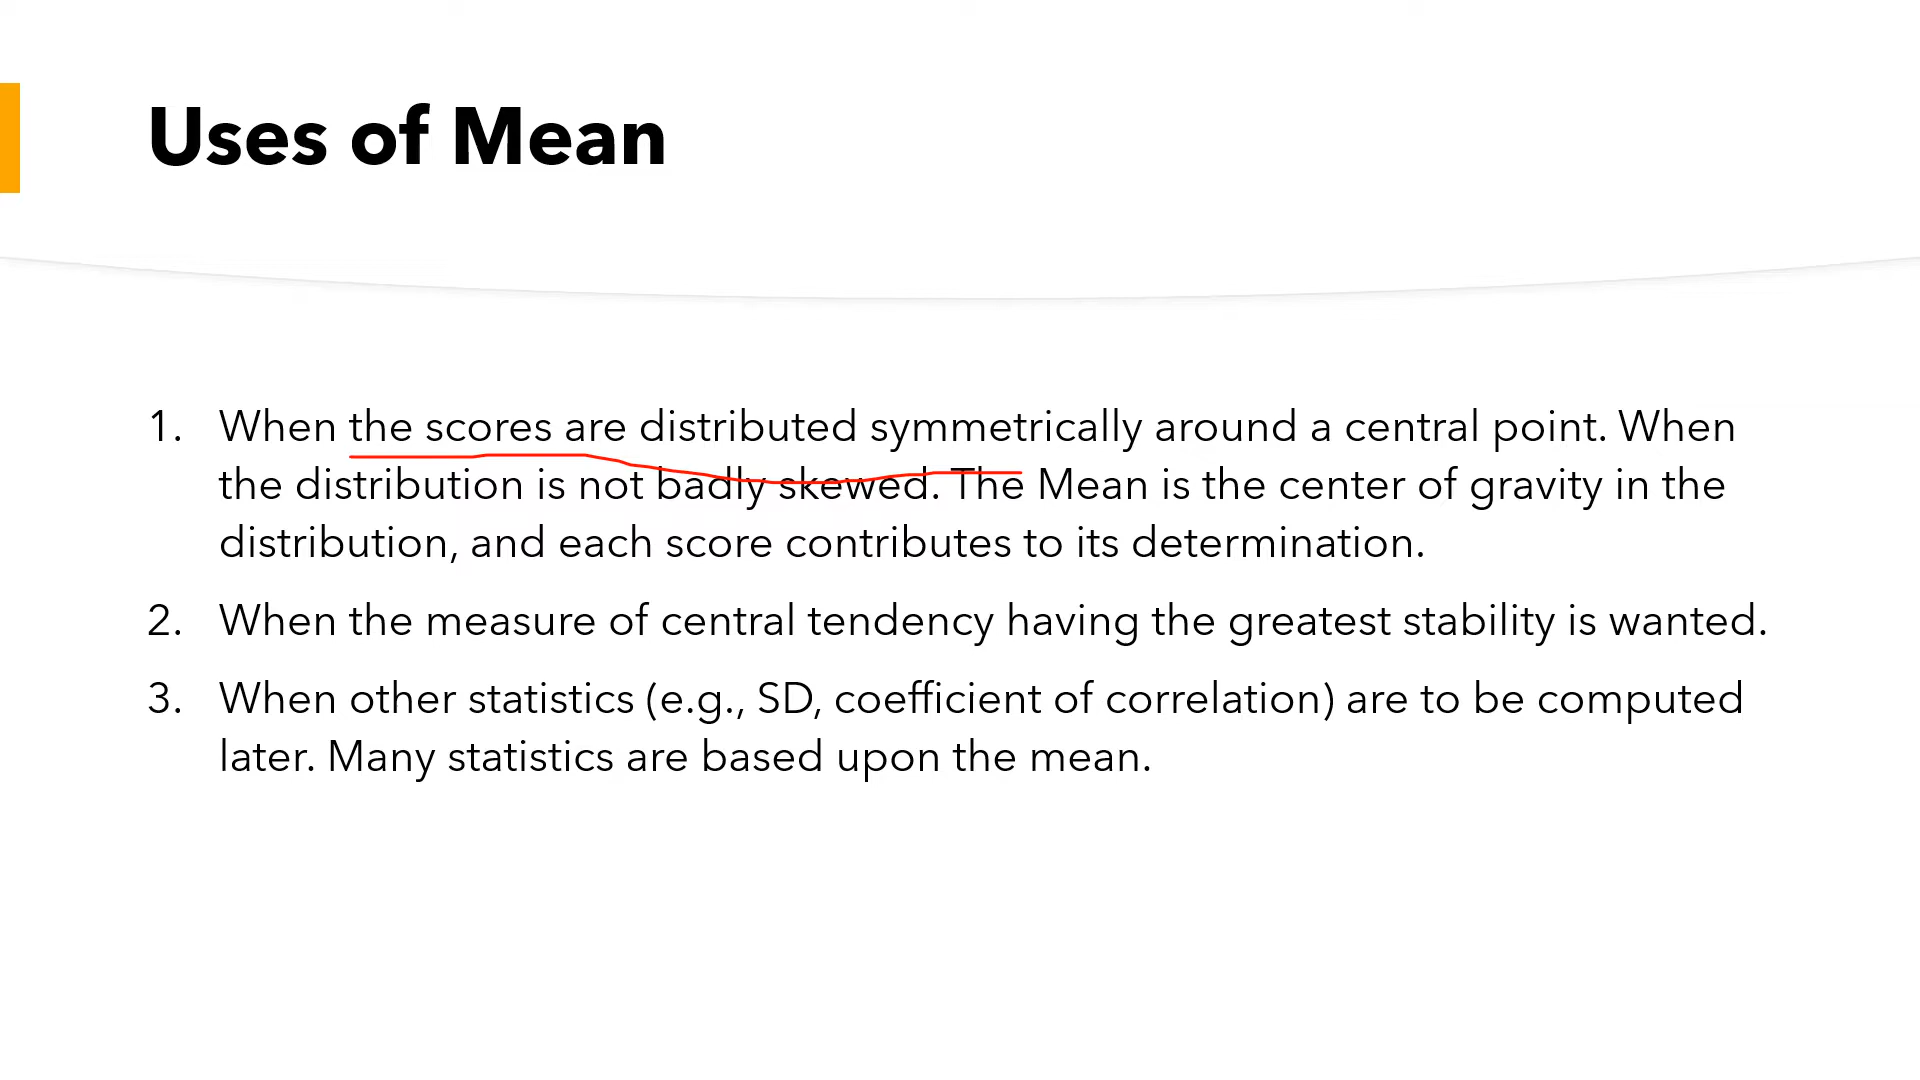 Uses of Mean
1. When the scores are distributed symmetrically around a central point. When
the distribution is not badly skewed. The Mean is the center of gravity in the
distribution, and each score contributes to its determination.
2. When the measure of central tendency having the greatest stability is wanted.
3. When other statistics (e.g., SD, coefficient of correlation) are to be computed
later. Many statistics are based upon the mean.